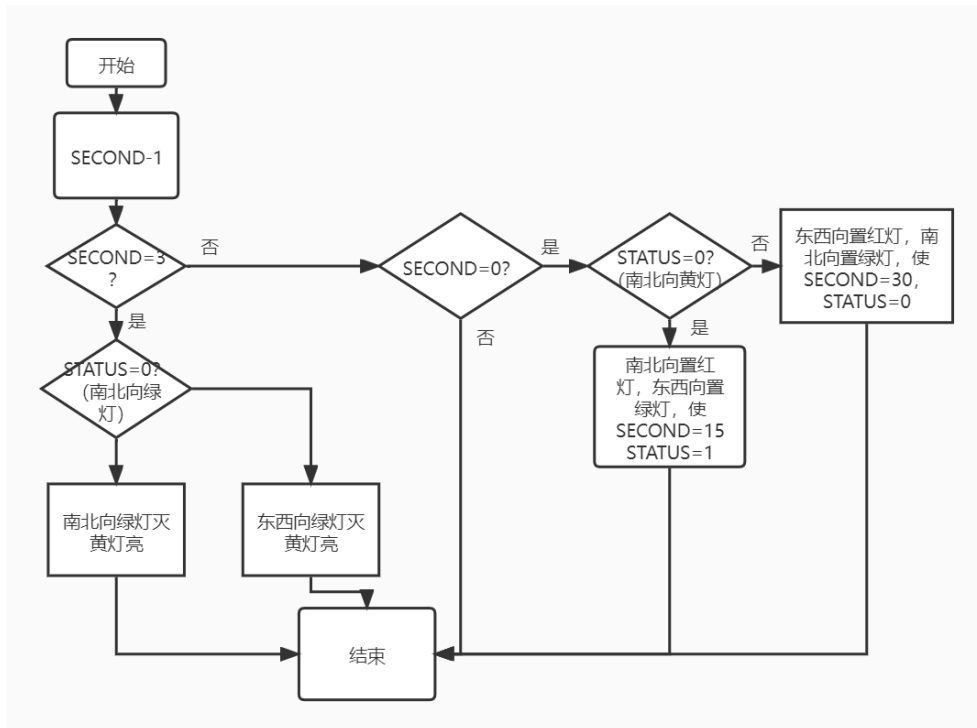 开始
SECOND-1
SECOND=3
?
否
是
STATUS=0?
（南北向绿
灯）
南北向绿灯灭
黄灯亮
东西向绿灯灭
黄灯亮
SECOND=0?
是
否
STATUS=0?
(南北向黄灯)
否
是
南北向置红
灯，东西向置
绿灯，使
SECOND=15
STATUS=1
东西向置红灯，南
北向置绿灯，使
SECOND=30，
STATUS=0
结束